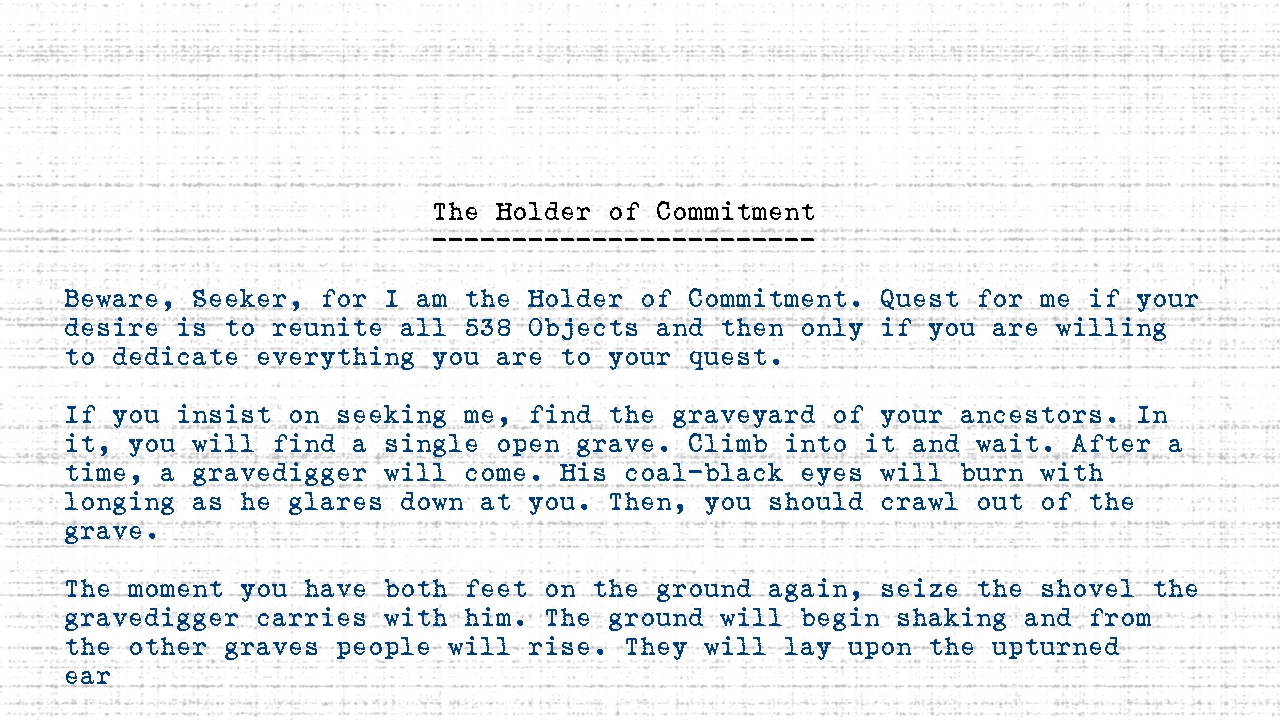 The Holder of Commitment
------------------------
Beware, Seeker, for I am the Holder of Commitment. Quest for me if your
desire is to reunite all 538 Objects and then only if you are willing
to dedicate everything you are to your quest.
If you insist on seeking me, find the graveyard of your ancestors. In
it, you will find a single open grave. Climb into it and wait. After a
time, a gravedigger will come. His coal-black eyes will burn with
longing as he glares down at you. Then, you should crawl out of the
grave.
The moment you have both feet on the ground again, seize the shovel the
gravedigger carries with him. The ground will begin shaking and from
the other graves people will rise. They will lay upon the upturned
ear